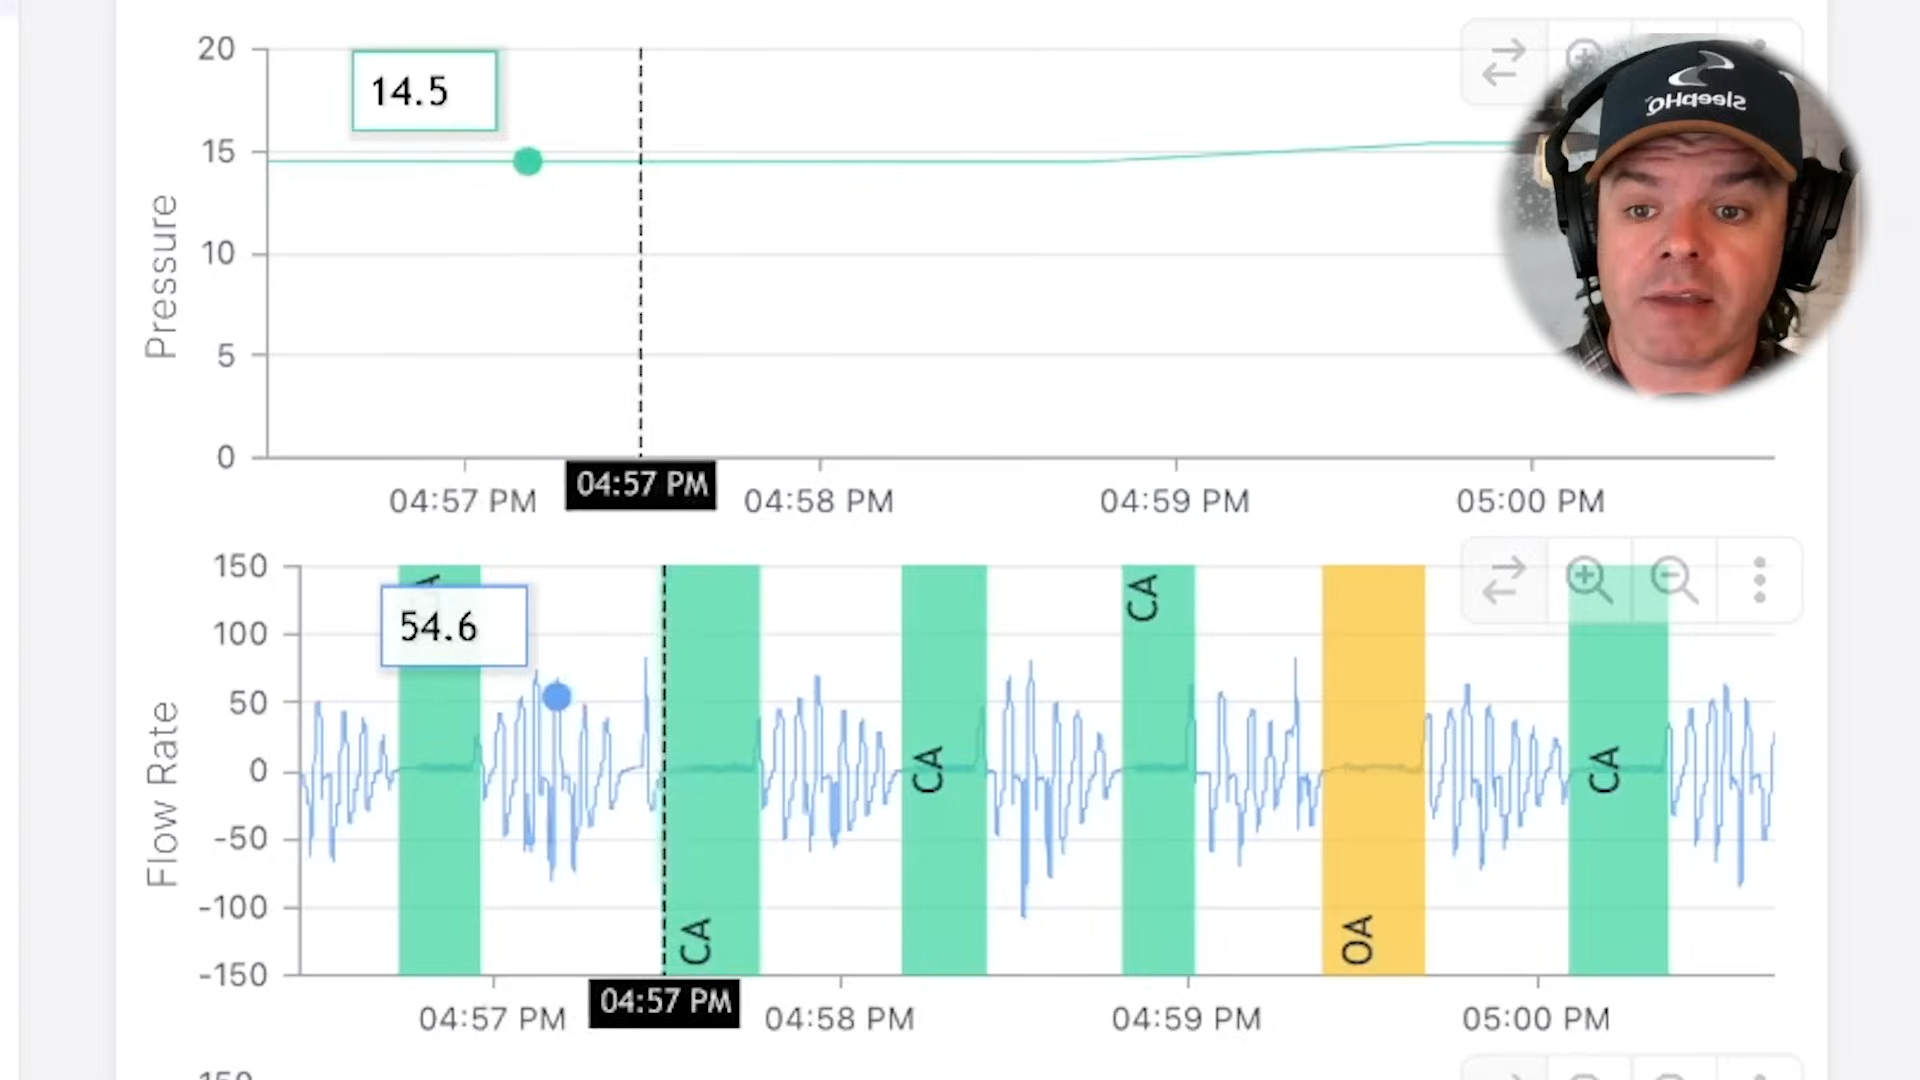 20
14.5
15
Pressure
10
5
0
04:57 PM
04:57 PM
04:58 PM
04:59 PM
05:00 PM
SleepHQ
150
54.6
100
50
Flow Rate
0
-50
-100
-150
CA
CA
CA
OA
CA
04:57 PM
04:57 PM
04:58 PM
04:59 PM
05:00 PM